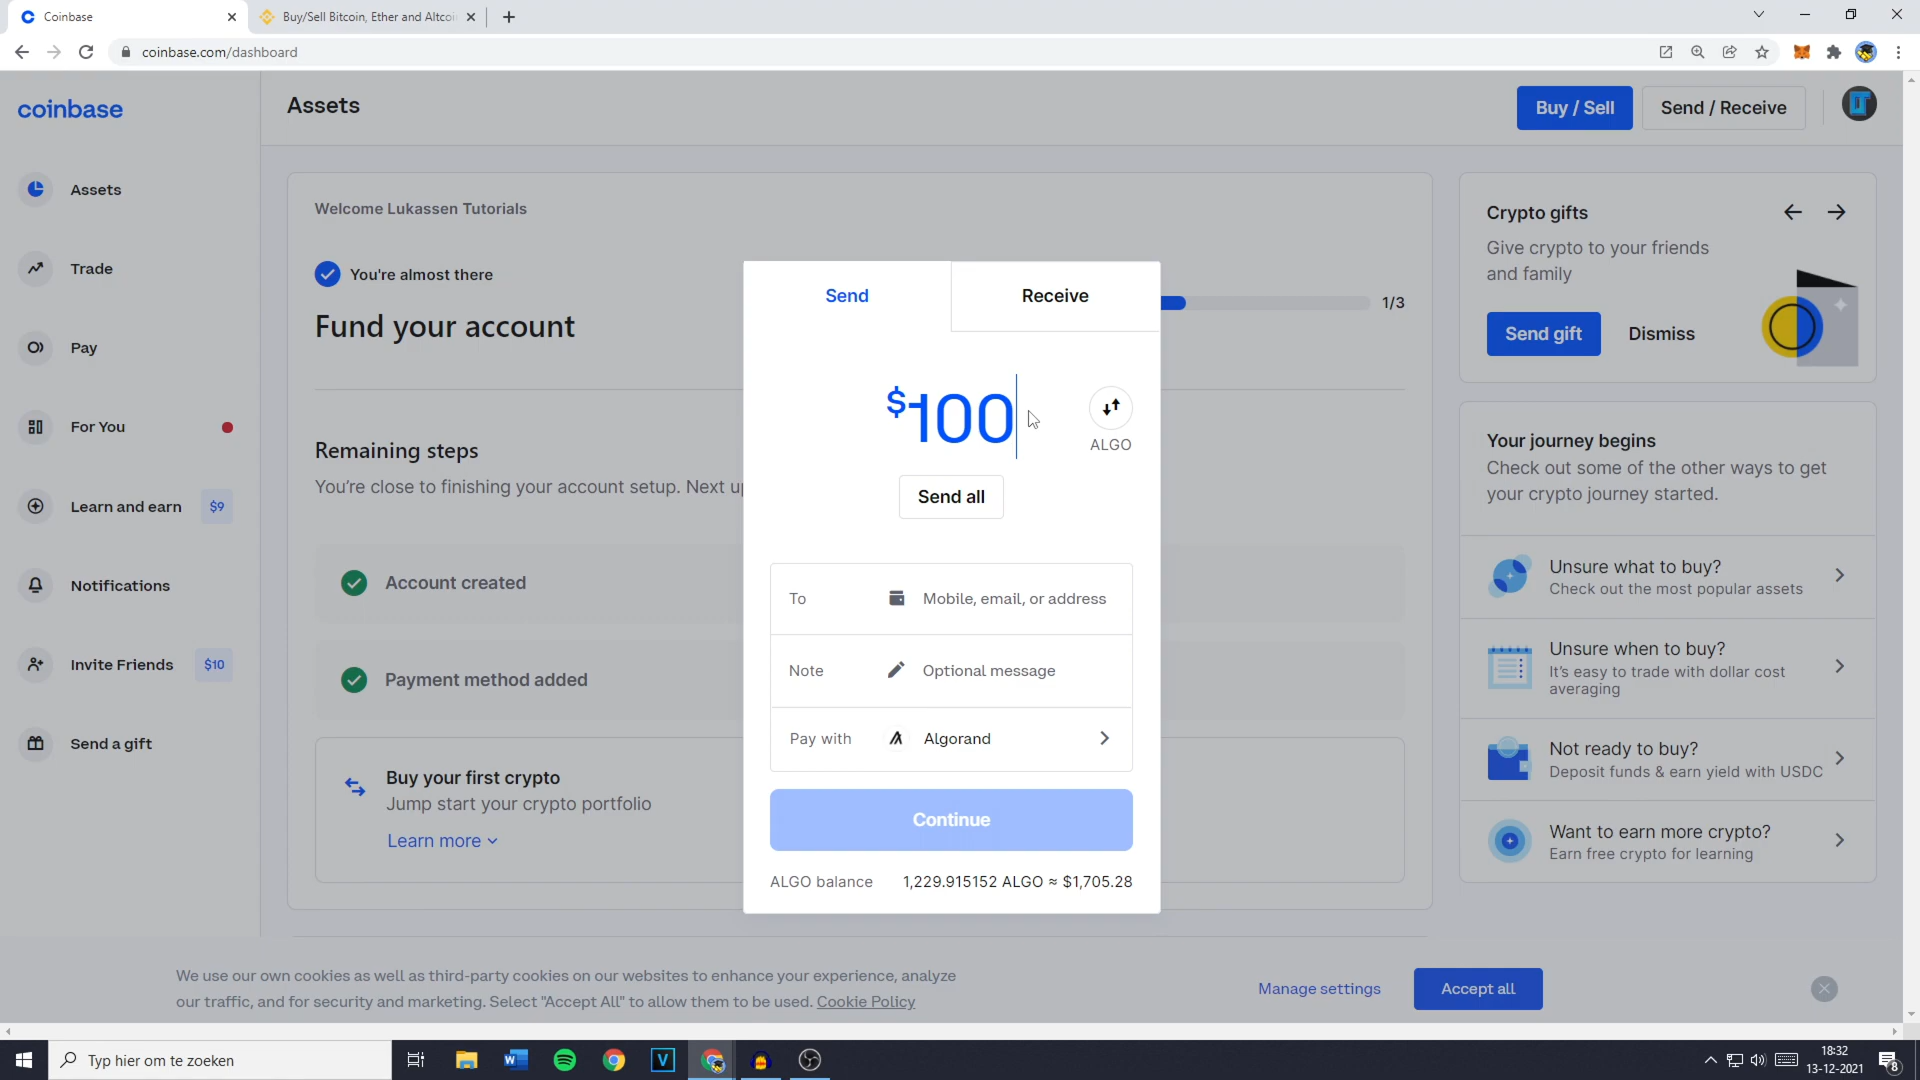 Coinbase
Buy/Sell Bitcoin, Ether and Altcoi
coinbase.com/dashboard
coinbase
Assets
Buy / Sell
Send / Receive
Assets
Trade
Pay
For You
Learn and earn
$9
Notifications
Invite Friends
$10
Send a gift
Welcome Lukassen Tutorials
You're almost there
Fund your account
1/3
Remaining steps
You're close to finishing your account setup. Next up
Account created
Payment method added
Buy your first crypto
Jump start your crypto portfolio
Learn more
Send
Receive
$100
ALGO
Send all
To
Mobile, email, or address
Note
Optional message
Pay with
Algorand
Continue
ALGO balance
1,229.915152 ALGO ≈ $1,705.28
Crypto gifts
Give crypto to your friends
and family
Send gift
Dismiss
Your journey begins
Check out some of the other ways to get
your crypto journey started.
Unsure what to buy?
Check out the most popular assets
Unsure when to buy?
It's easy to trade with dollar cost
averaging
Not ready to buy?
Deposit funds & earn yield with USDC
Want to earn more crypto?
Earn free crypto for learning
We use our own cookies as well as third-party cookies on our websites to enhance your experience, analyze
our traffic, and for security and marketing. Select "Accept All" to allow them to be used. Cookie Policy
Manage settings
Accept all
Typ hier om te zoeken
18:32
13-12-2021
8